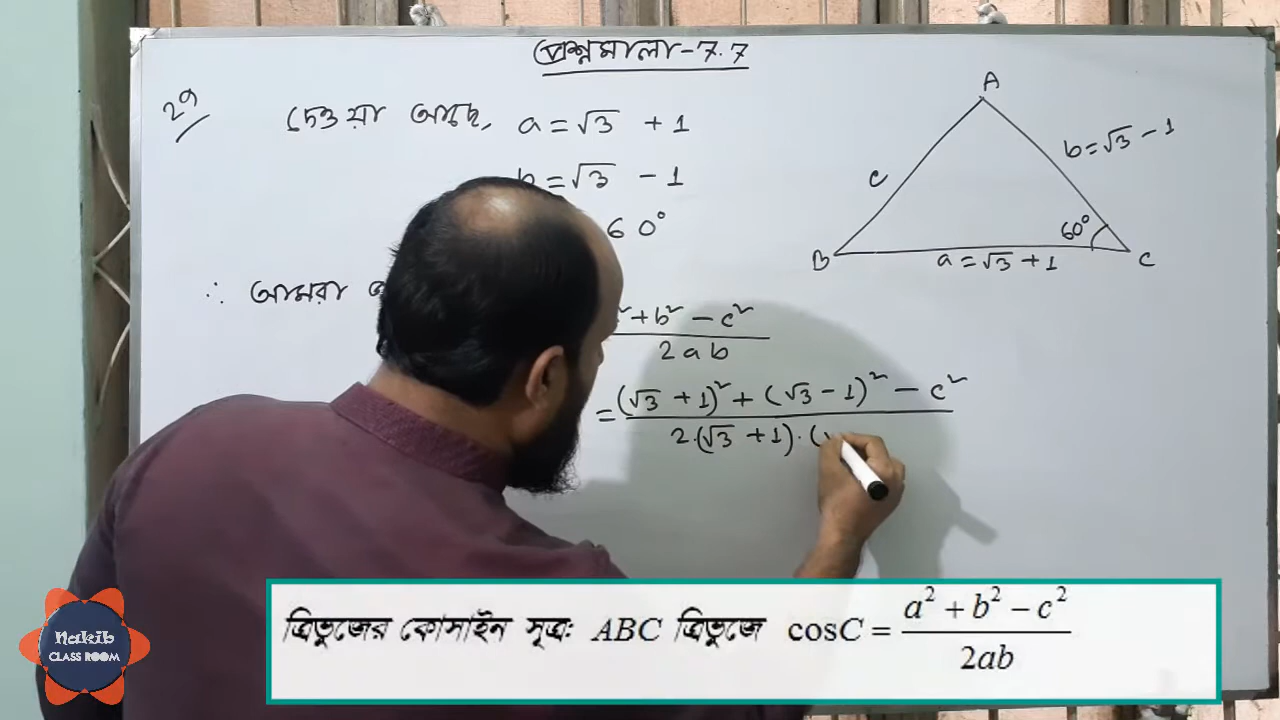 প্রশ্নমালা-7.7
2৭
দেওয়া আছে, a = √3 + 1
b = √3 - 1
60°
∴ আমরা
²+b² - c²
2ab
= (√3 + 1)² + (√3 - 1)² - c²
2.(√3 + 1).(
A
c
b = √3 - 1
60°
B
a = √3 + 1
C
ত্রিভুজের কোসাইন সূত্রঃ ABC ত্রিভুজে cosC = a² + b² - c²
2ab
Nakib
CLASS ROOM